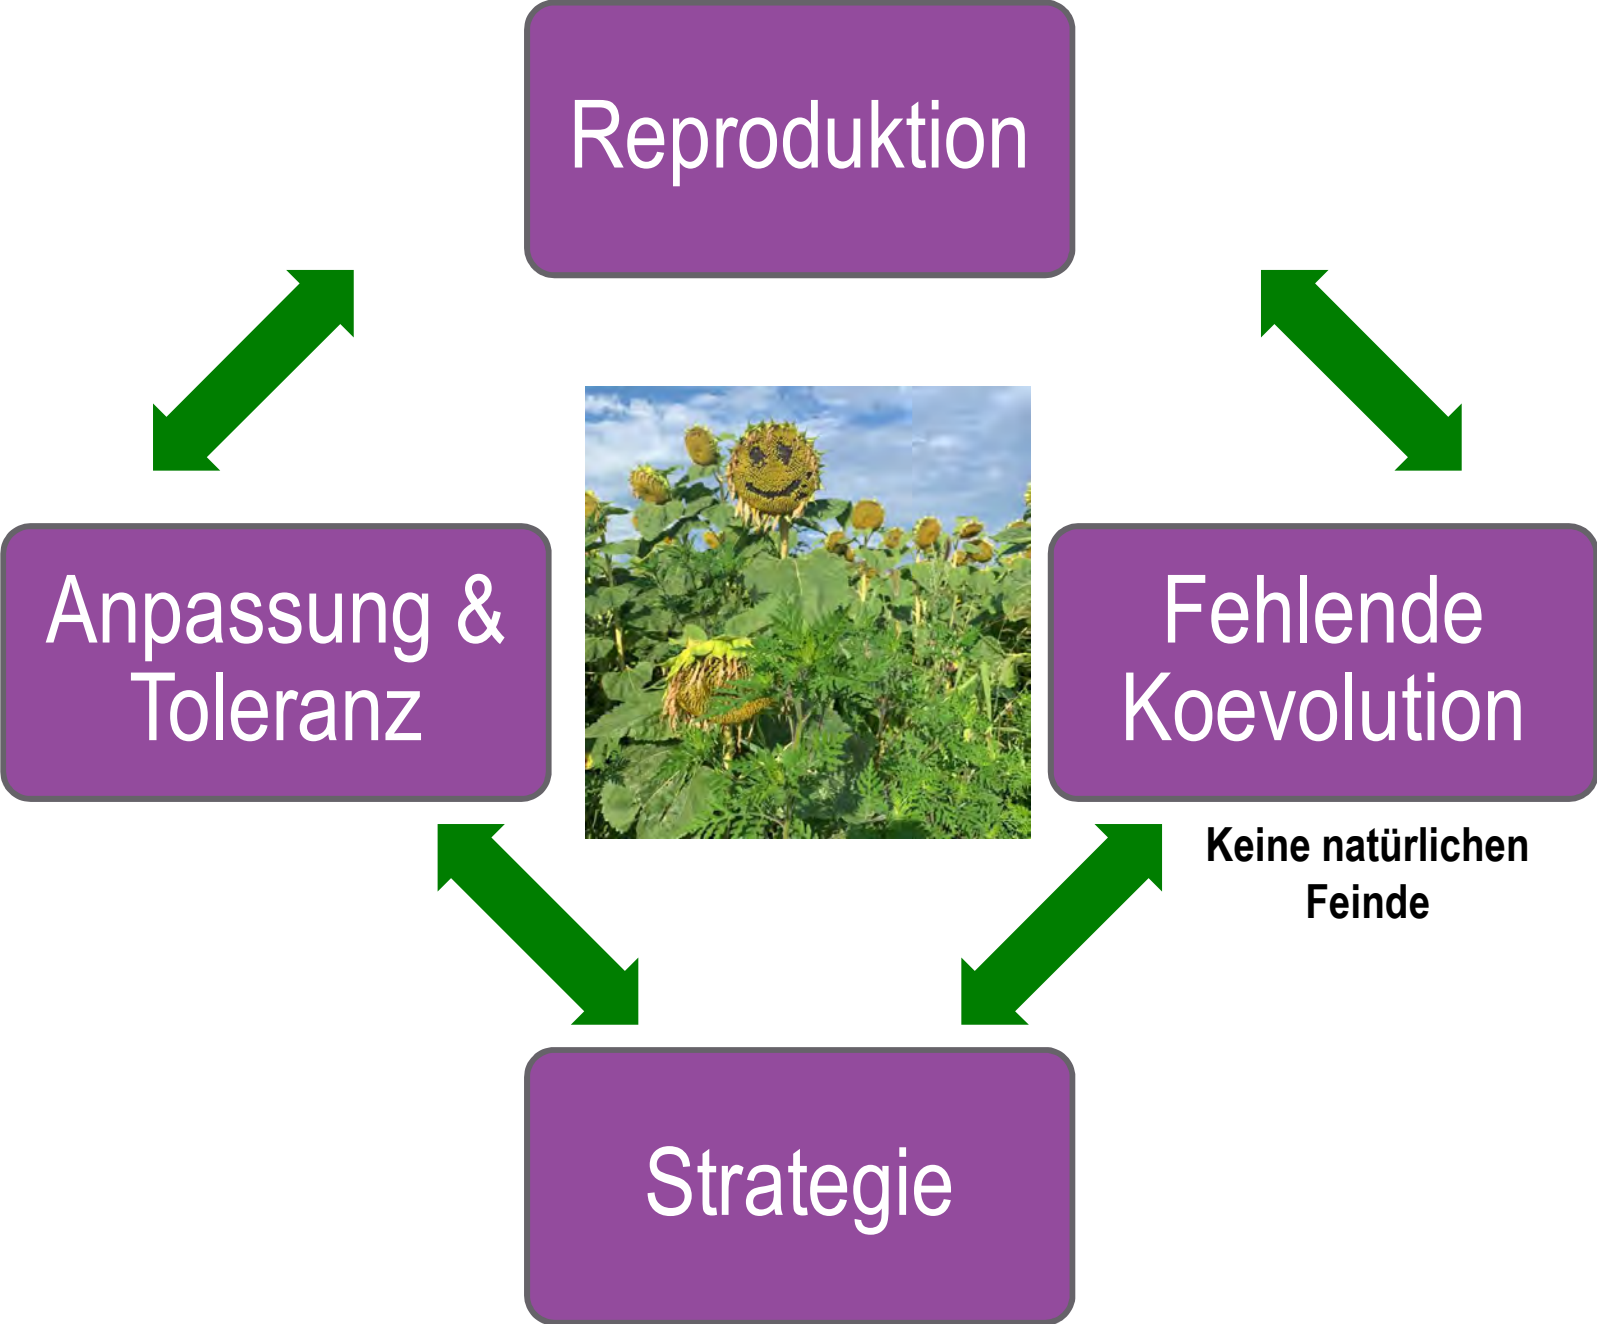 Reproduktion
Anpassung &
Toleranz
Fehlende
Koevolution
Keine natürlichen
Feinde
Strategie